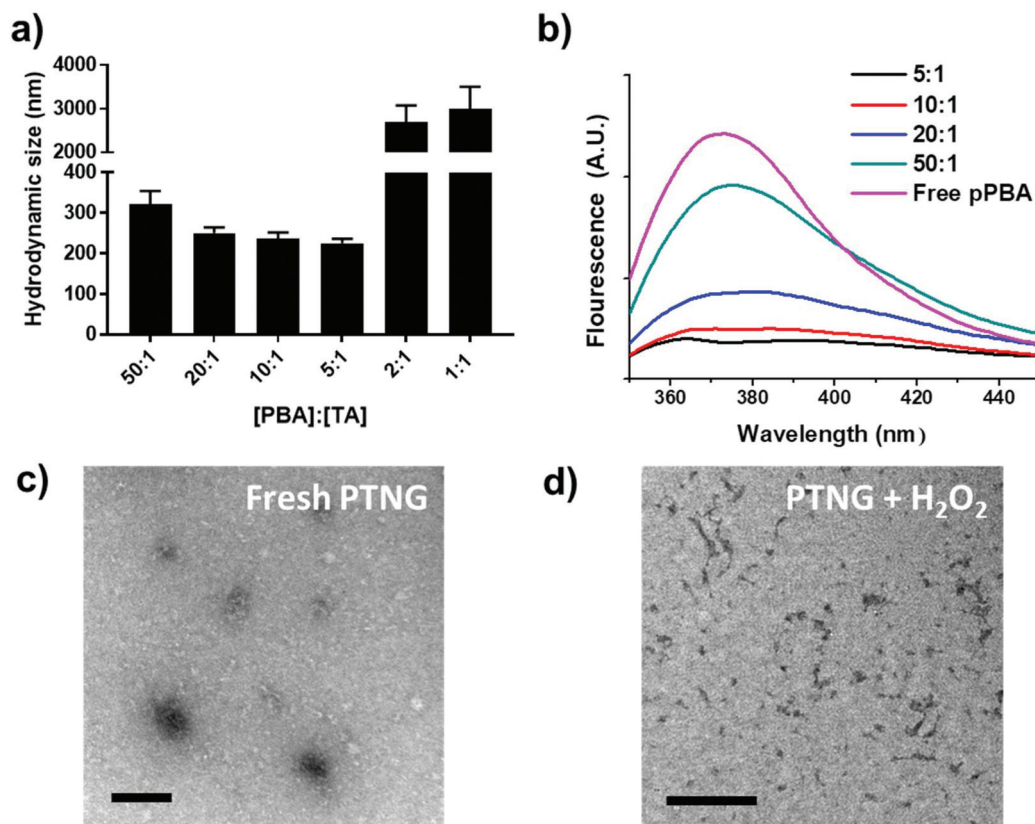 a)
Hydrodynamic size (nm)
4000
3000
2000
400
300
200
100
0
50:1
20:1
10:1
5:1
2:1
1:1
[PBA]:[TA]
b)
Flourescence (A.U.)
5:1
10:1
20:1
50:1
Free pPBA
360
380
400
420
440
Wavelength (nm)
c)
Fresh PTNG
d)
PTNG + H₂O₂